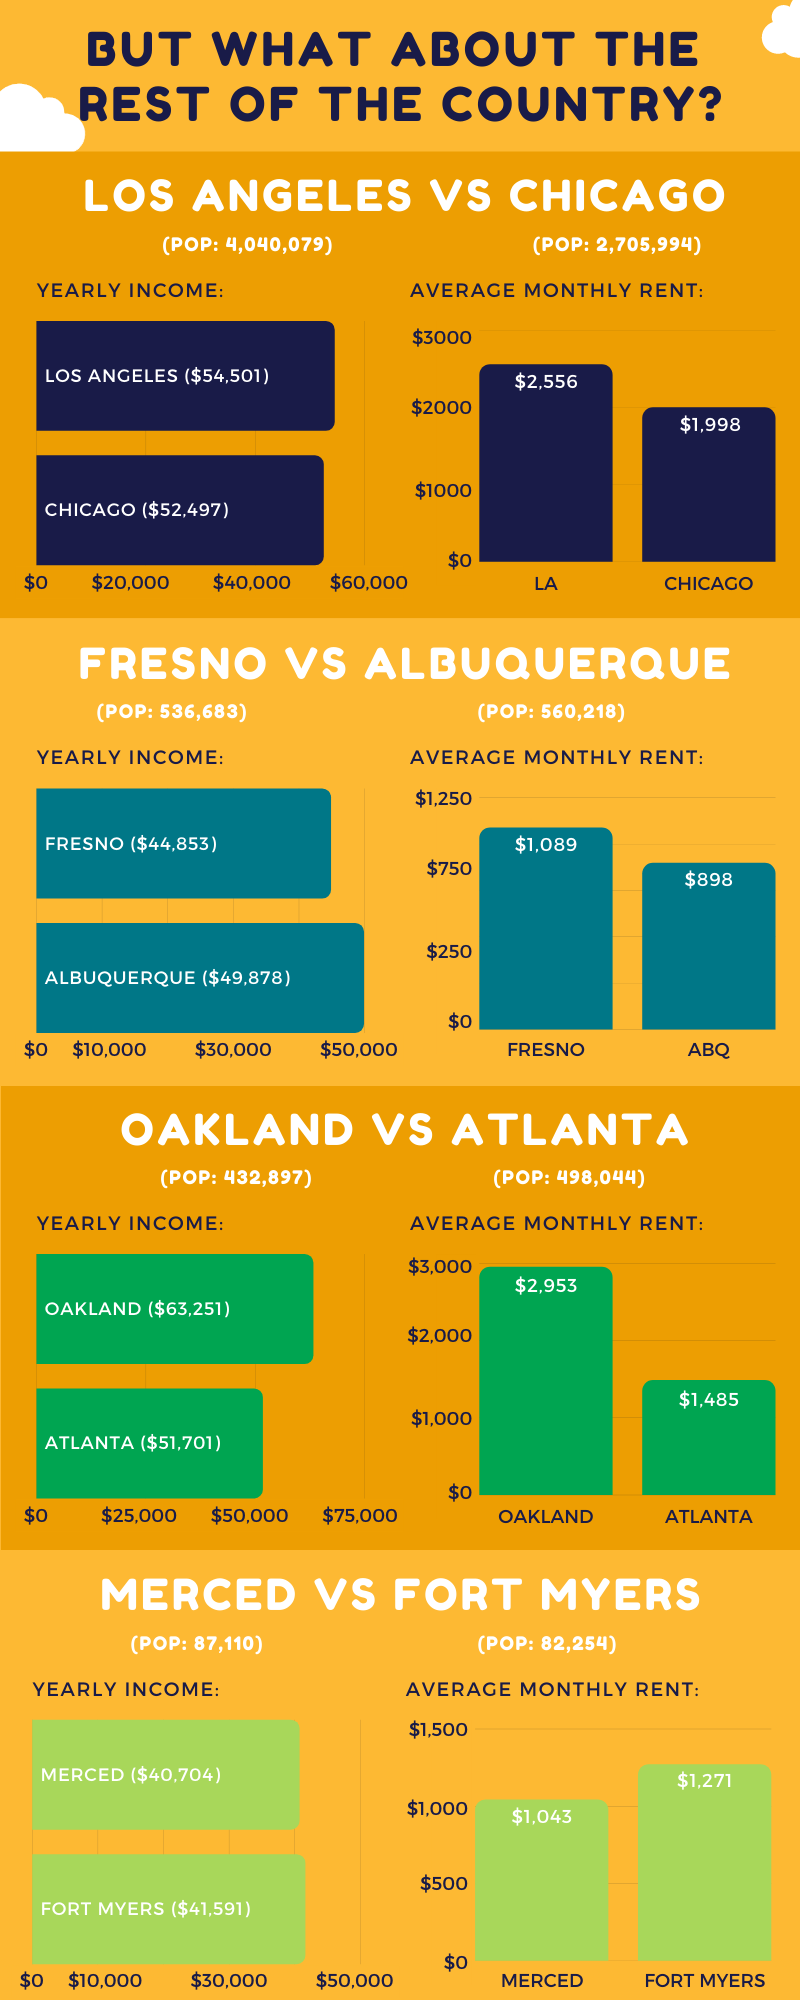 BUT WHAT ABOUT THE
REST OF THE COUNTRY?
LOS ANGELES VS CHICAGO
(POP: 4,040,079) (POP: 2,705,994)
YEARLY INCOME:
LOS ANGELES ($54,501)
CHICAGO ($52,497)
$0 $20,000 $40,000 $60,000
AVERAGE MONTHLY RENT:
$3000
$2,556
$2000
$1,998
$1000
$0
LA CHICAGO
FRESNO VS ALBUQUERQUE
(POP: 536,683) (POP: 560,218)
YEARLY INCOME:
FRESNO ($44,853)
ALBUQUERQUE ($49,878)
$0 $10,000 $30,000 $50,000
AVERAGE MONTHLY RENT:
$1,250
$1,089
$750
$898
$250
$0
FRESNO ABQ
OAKLAND VS ATLANTA
(POP: 432,897) (POP: 498,044)
YEARLY INCOME:
OAKLAND ($63,251)
ATLANTA ($51,701)
$0 $25,000 $50,000 $75,000
AVERAGE MONTHLY RENT:
$3,000
$2,953
$2,000
$1,485
$1,000
$0
OAKLAND ATLANTA
MERCED VS FORT MYERS
(POP: 87,110) (POP: 82,254)
YEARLY INCOME:
MERCED ($40,704)
FORT MYERS ($41,591)
$0 $10,000 $30,000 $50,000
AVERAGE MONTHLY RENT:
$1,500
$1,271
$1,000
$1,043
$500
$0
MERCED FORT MYERS